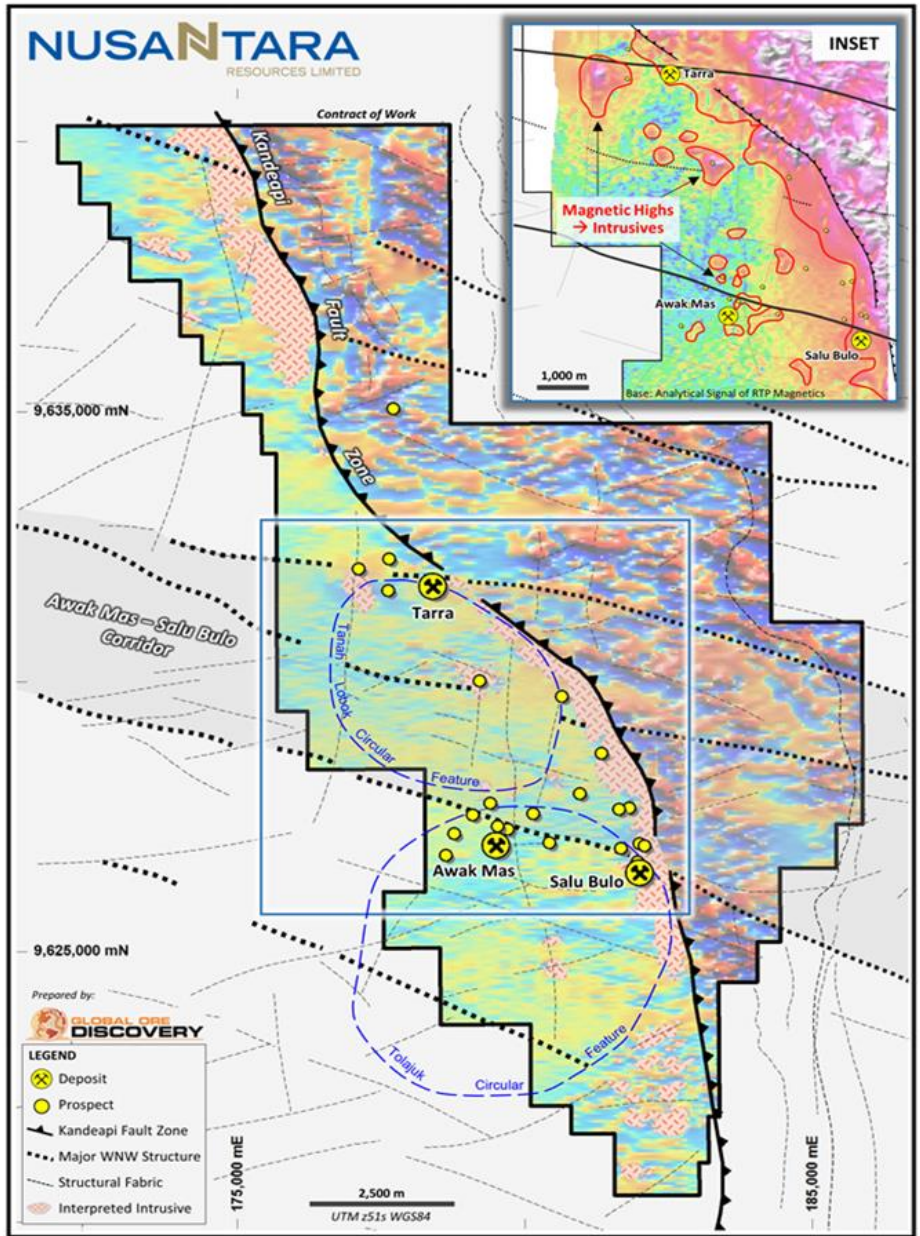 NUSANTARA
RESOURCES LIMITED
INSET
Tarra
Magnetic Highs
→ Intrusives
Awak Mas
Salu Bulo
1,000 m
Base: Analytical Signal of RTP Magnetics
Contract of Work
Kandeapi
Fault
Zone
9,635,000 mN
Awak Mas – Salu Bulo
Corridor
Tarra
Tanah
Lobok
Circular
Feature
Awak Mas
Salu Bulo
9,625,000 mN
Tolajuk
Circular
Feature
Prepared by:
GLOBAL ORE
DISCOVERY
LEGEND
Deposit
Prospect
Kandeapi Fault Zone
Major WNW Structure
Structural Fabric
Interpreted Intrusive
175,000 mE
2,500 m
UTM z51s WGS84
185,000 mE